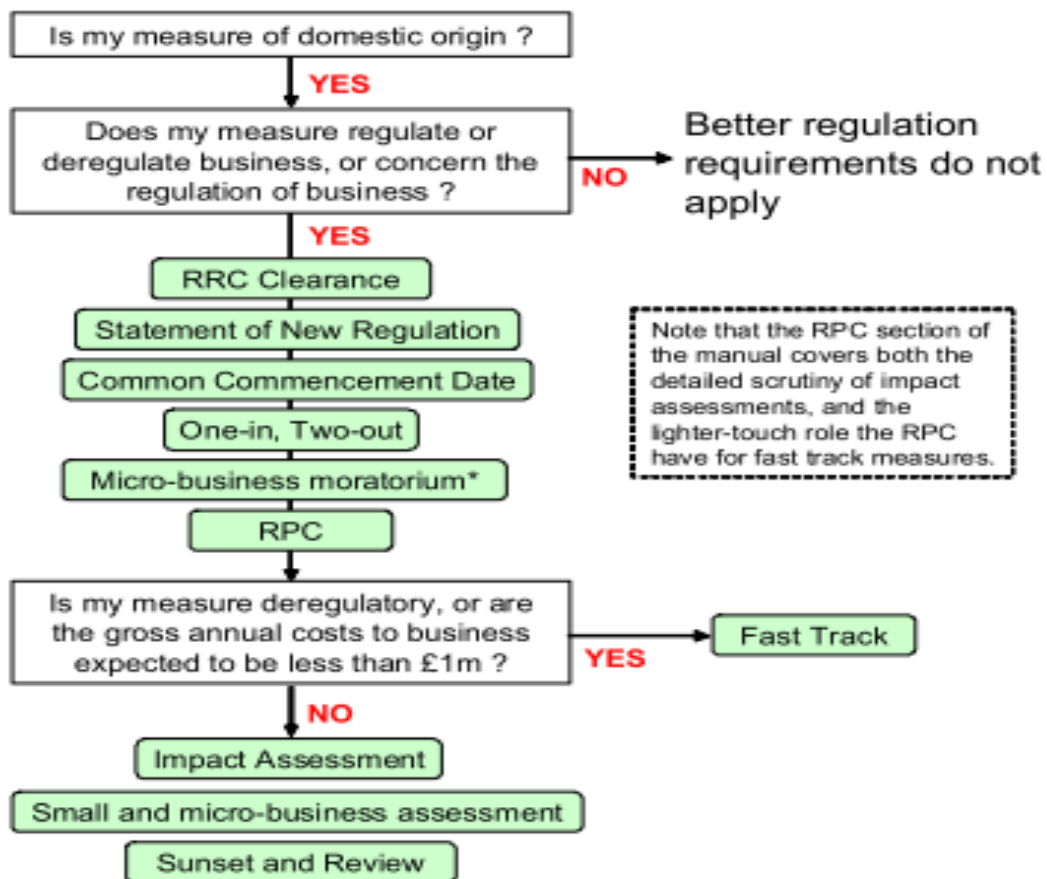 Is my measure of domestic origin ?
YES
Does my measure regulate or
deregulate business, or concern the
regulation of business ?
NO
Better regulation
requirements do not
apply
YES
RRC Clearance
Statement of New Regulation
Common Commencement Date
One-in, Two-out
Micro-business moratorium*
RPC
Note that the RPC section of
the manual covers both the
detailed scrutiny of impact
assessments, and the
lighter-touch role the RPC
have for fast track measures.
Is my measure deregulatory, or are
the gross annual costs to business
expected to be less than £1m ?
YES
Fast Track
NO
Impact Assessment
Small and micro-business assessment
Sunset and Review